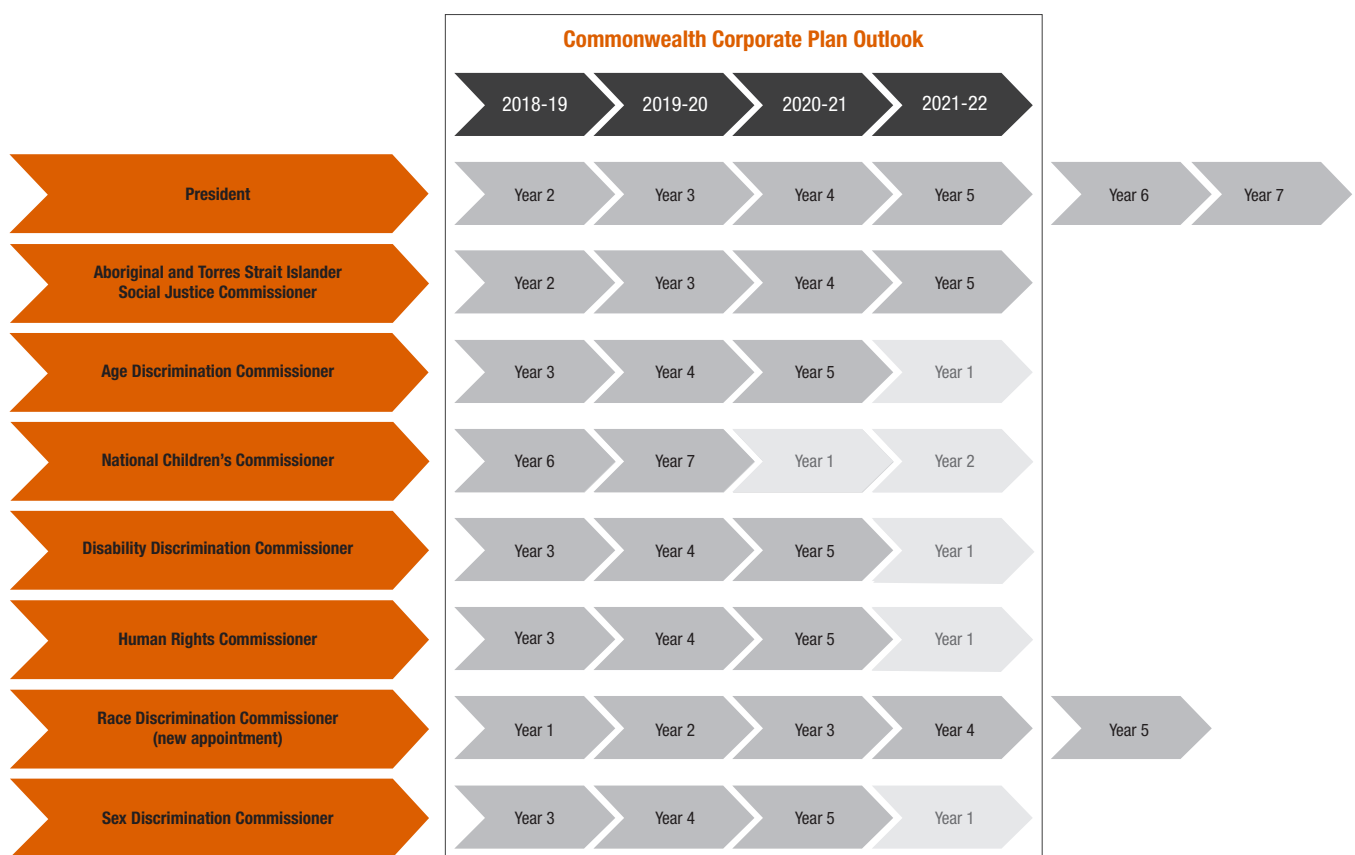 Commonwealth Corporate Plan Outlook
2018-19 2019-20 2020-21 2021-22
President Year 2 Year 3 Year 4 Year 5 Year 6 Year 7
Aboriginal and Torres Strait Islander
Social Justice Commissioner Year 2 Year 3 Year 4 Year 5
Age Discrimination Commissioner Year 3 Year 4 Year 5 Year 1
National Children's Commissioner Year 6 Year 7 Year 1 Year 2
Disability Discrimination Commissioner Year 3 Year 4 Year 5 Year 1
Human Rights Commissioner Year 3 Year 4 Year 5 Year 1
Race Discrimination Commissioner
(new appointment) Year 1 Year 2 Year 3 Year 4 Year 5
Sex Discrimination Commissioner Year 3 Year 4 Year 5 Year 1